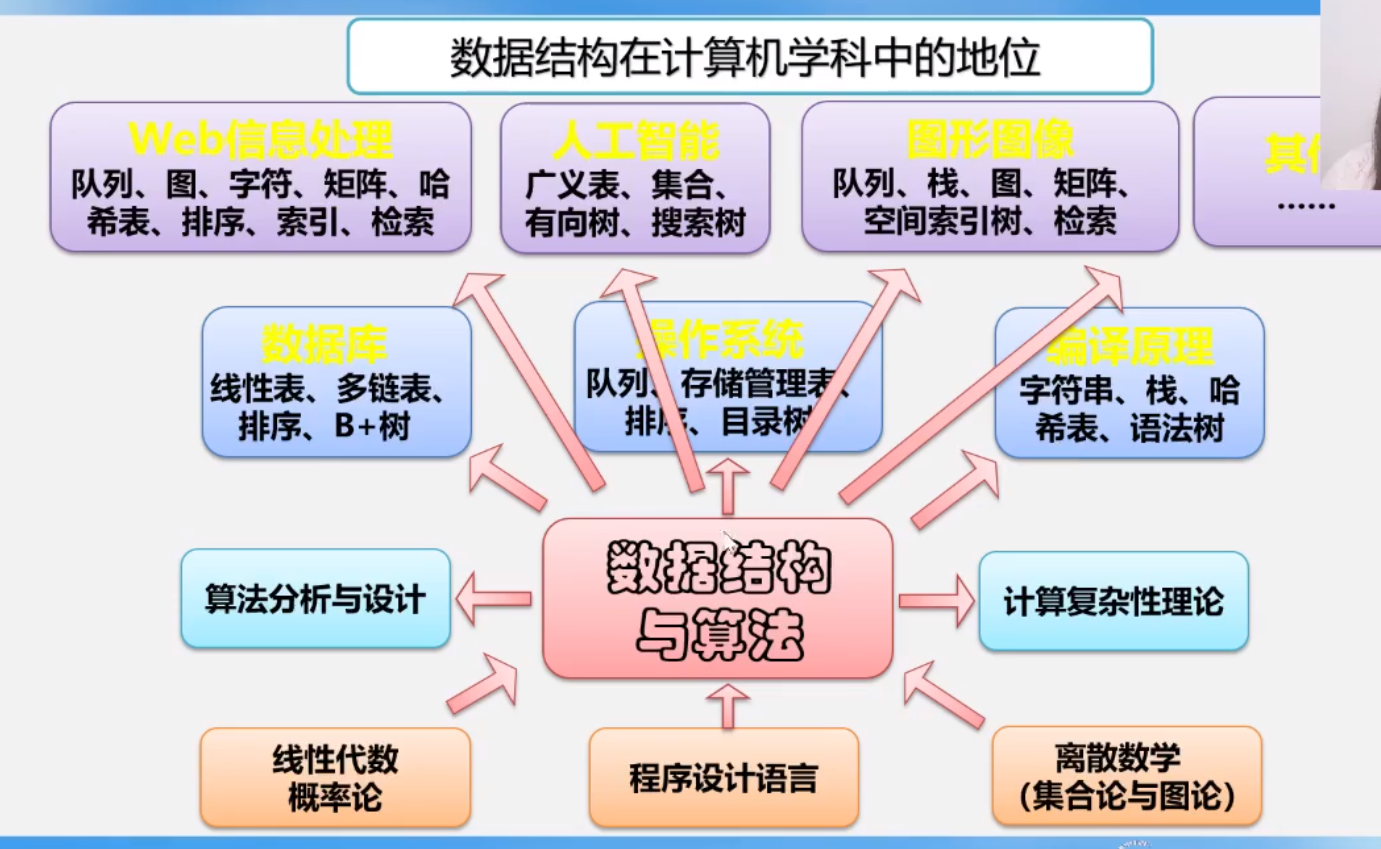 数据结构在计算机学科中的地位
Web信息处理
队列、图、字符、矩阵、哈
希表、排序、索引、检索
人工智能
广义表、集合、
有向树、搜索树
图形图像
队列、栈、图、矩阵、
空间索引树、检索
其
······
数据库
线性表、多链表、
排序、B+树
操作系统
队列、存储管理表、
排序、目录树
编译原理
字符串、栈、哈
希表、语法树
算法分析与设计
数据结构
与算法
计算复杂性理论
线性代数
概率论
程序设计语言
离散数学
（集合论与图论）